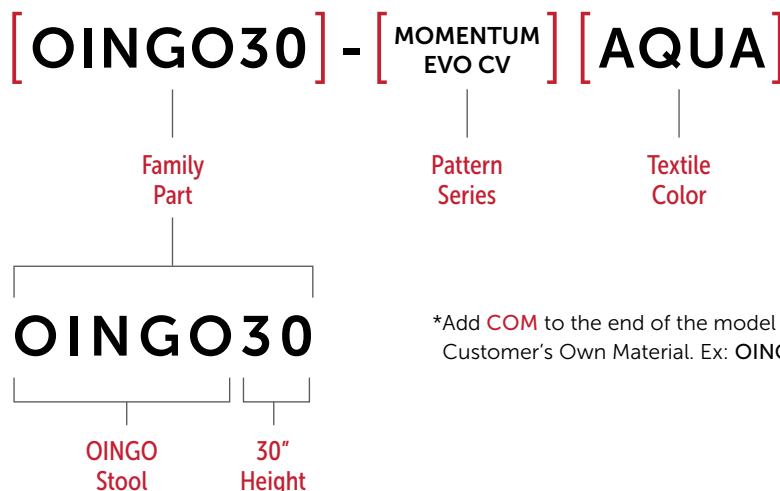 [OINGO30] - [MOMENTUM EVO CV] [AQUA]
Family Part
Pattern Series
Textile Color
OINGO30
*Add COM to the end of the model
Customer's Own Material. Ex:
OINGO Stool
30" Height